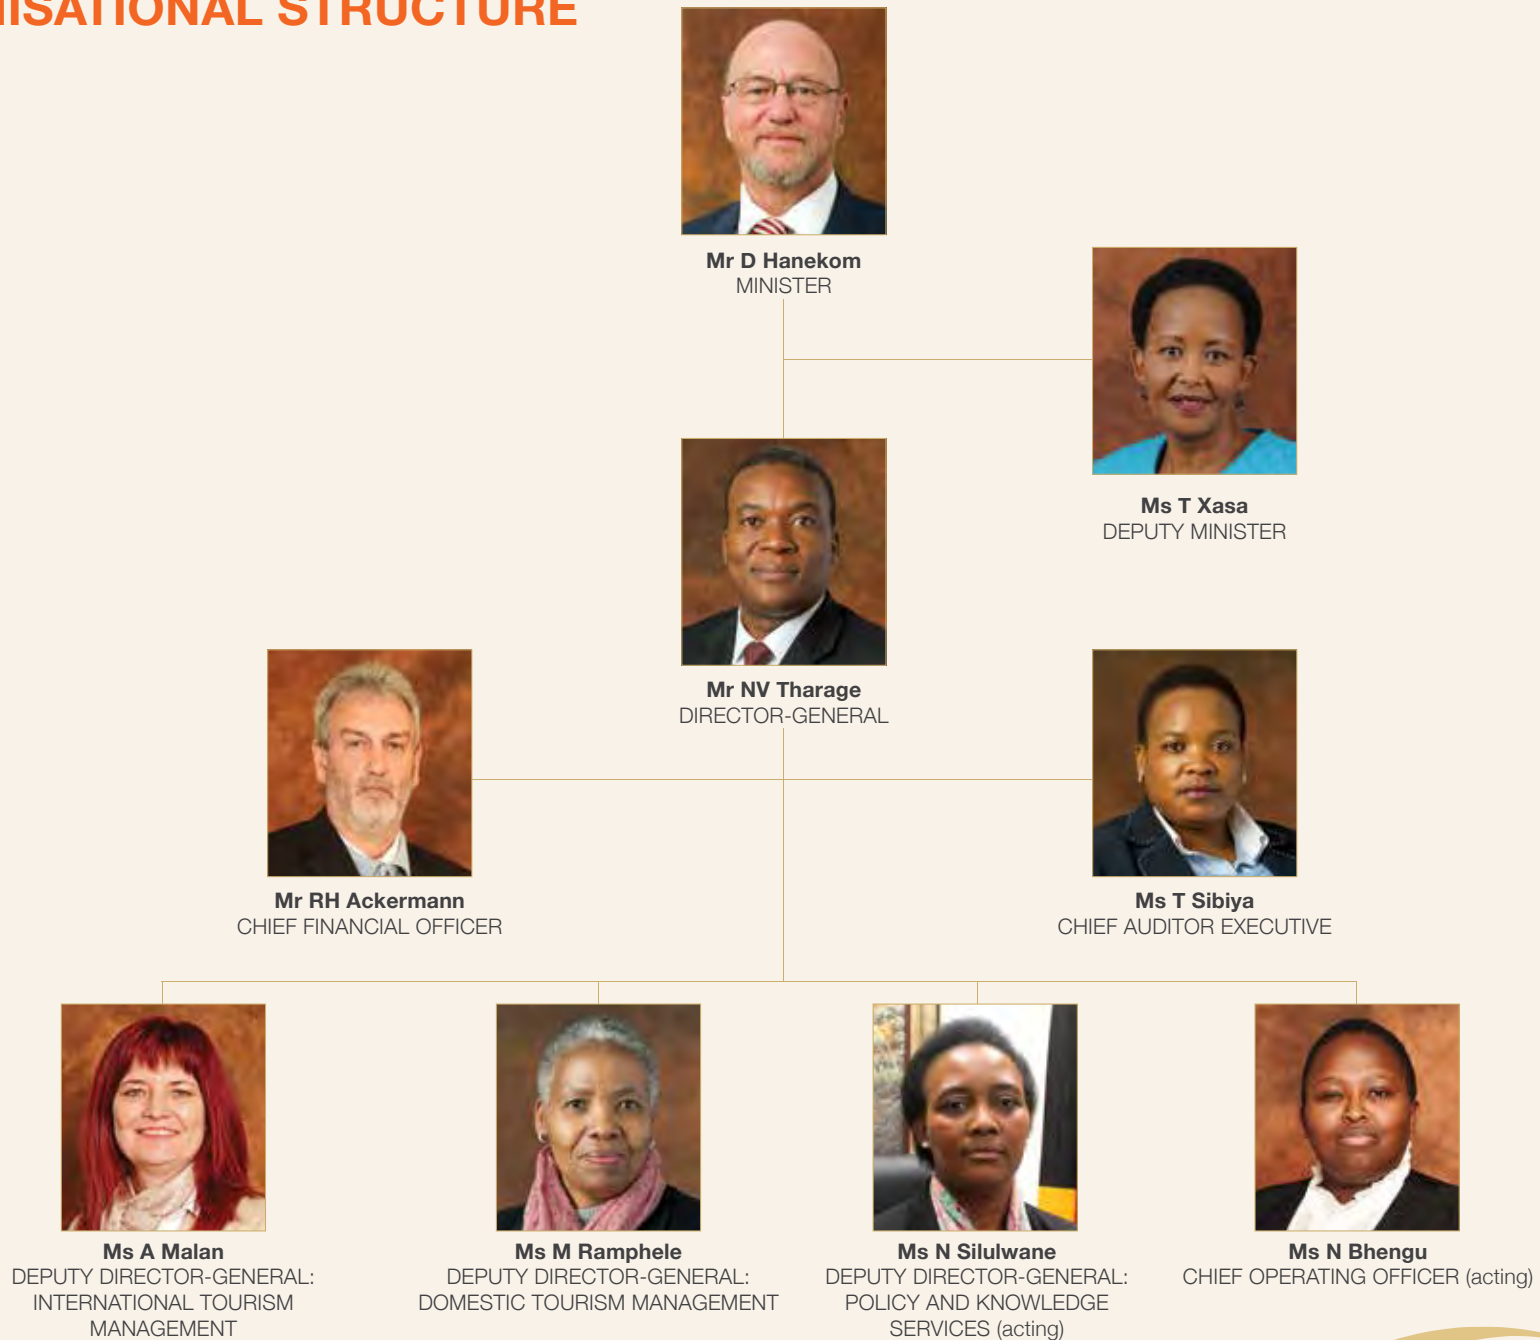 STRUCTURE
Mr D Hanekom
MINISTER
Ms T Xasa
DEPUTY MINISTER
Mr NV Tharage
DIRECTOR-GENERAL
Mr RH Ackermann
CHIEF FINANCIAL OFFICER
Ms T Sibiya
CHIEF AUDITOR EXECUTIVE
Ms A Malan
DEPUTY DIRECTOR-GENERAL:
INTERNATIONAL TOURISM
MANAGEMENT
Ms M Ramphele
DEPUTY DIRECTOR-GENERAL:
DOMESTIC TOURISM MANAGEMENT
Ms N Silulwane
DEPUTY DIRECTOR-GENERAL:
POLICY AND KNOWLEDGE
SERVICES (acting)
Ms N Bhengu
CHIEF OPERATING OFFICER (acting)